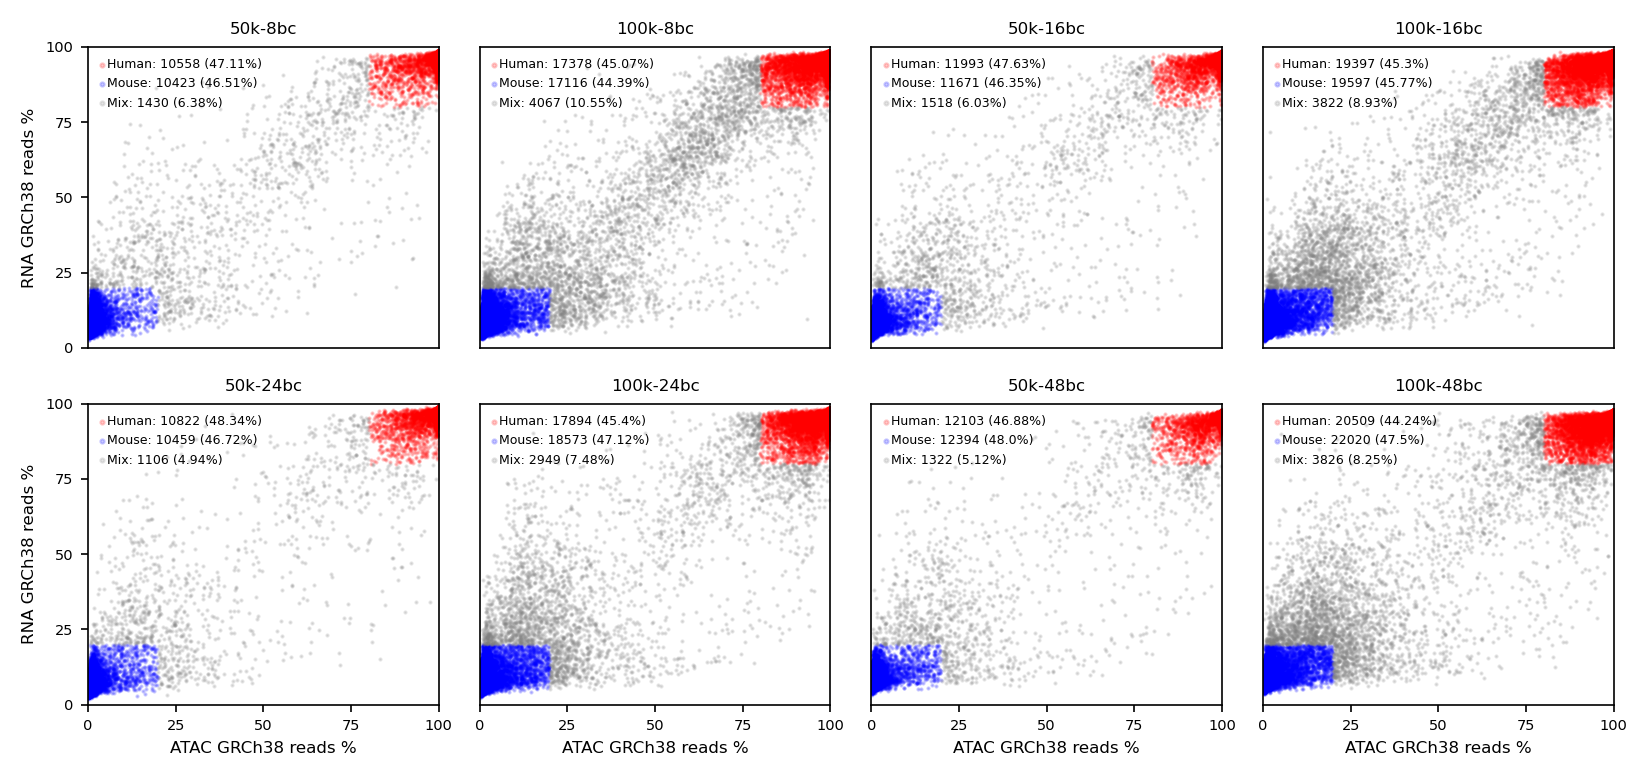 50k-8bc
100k-8bc
50k-16bc
100k-16bc
RNA GRCh38 reads %
100
75
50
25
0
Human: 10558 (47.11%)
Mouse: 10423 (46.51%)
Mix: 1430 (6.38%)
Human: 17378 (45.07%)
Mouse: 17116 (44.39%)
Mix: 4067 (10.55%)
Human: 11993 (47.63%)
Mouse: 11671 (46.35%)
Mix: 1518 (6.03%)
Human: 19397 (45.3%)
Mouse: 19597 (45.77%)
Mix: 3822 (8.93%)
50k-24bc
100k-24bc
50k-48bc
100k-48bc
RNA GRCh38 reads %
100
75
50
25
0
Human: 10822 (48.34%)
Mouse: 10459 (46.72%)
Mix: 1106 (4.94%)
Human: 17894 (45.4%)
Mouse: 18573 (47.12%)
Mix: 2949 (7.48%)
Human: 12103 (46.88%)
Mouse: 12394 (48.0%)
Mix: 1322 (5.12%)
Human: 20509 (44.24%)
Mouse: 22020 (47.5%)
Mix: 3826 (8.25%)
0 25 50 75 100
0 25 50 75 100
0 25 50 75 100
0 25 50 75 100
ATAC GRCh38 reads %
ATAC GRCh38 reads %
ATAC GRCh38 reads %
ATAC GRCh38 reads %